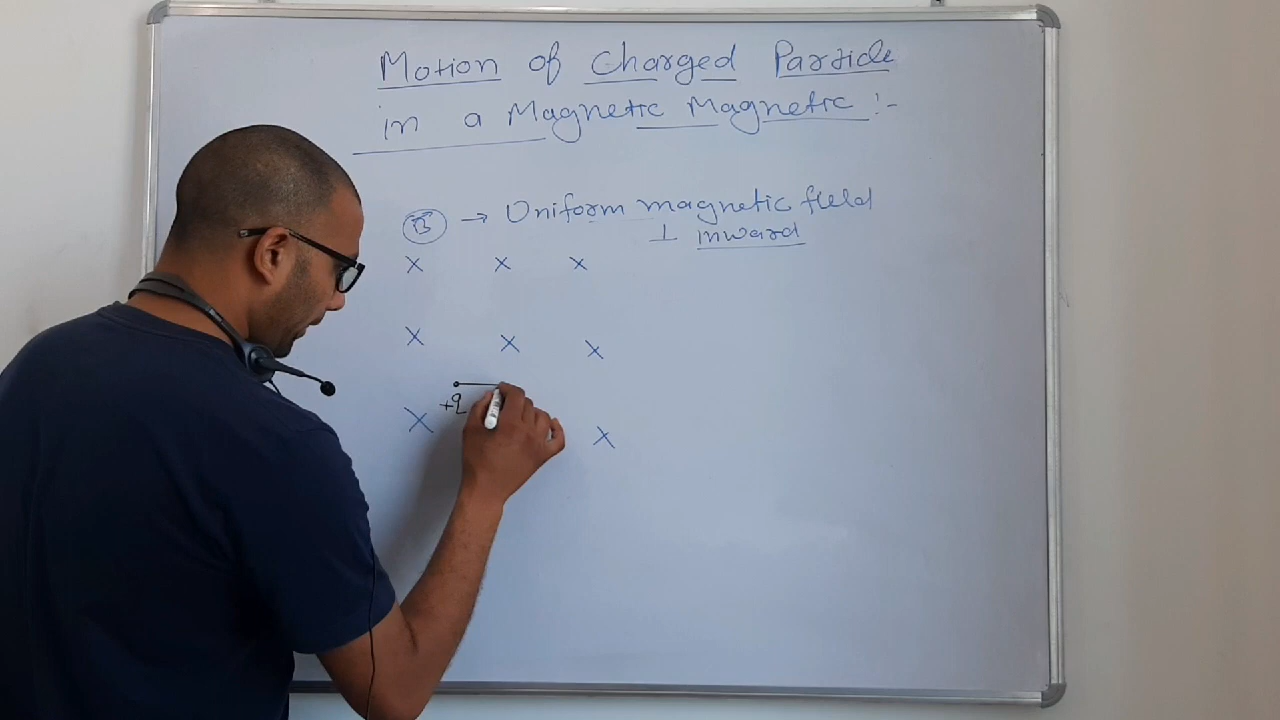 Motion of Charged Particle
in a Magnetic Magnetic :-
B → Uniform magnetic field
⊥ inward
× × ×
× × ×
+q
× ×